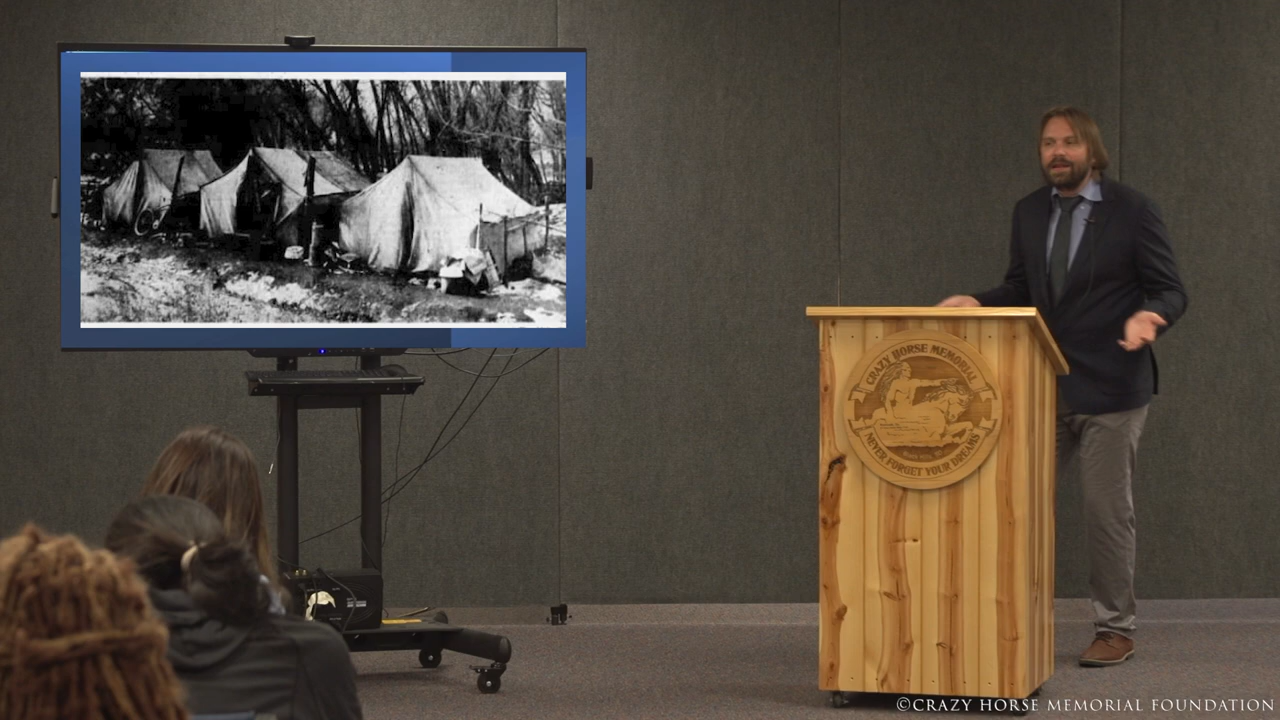 CRAZY HORSE MEMORIAL
NEVER FORGET YOUR DREAMS
©CRAZY HORSE MEMORIAL FOUNDATION